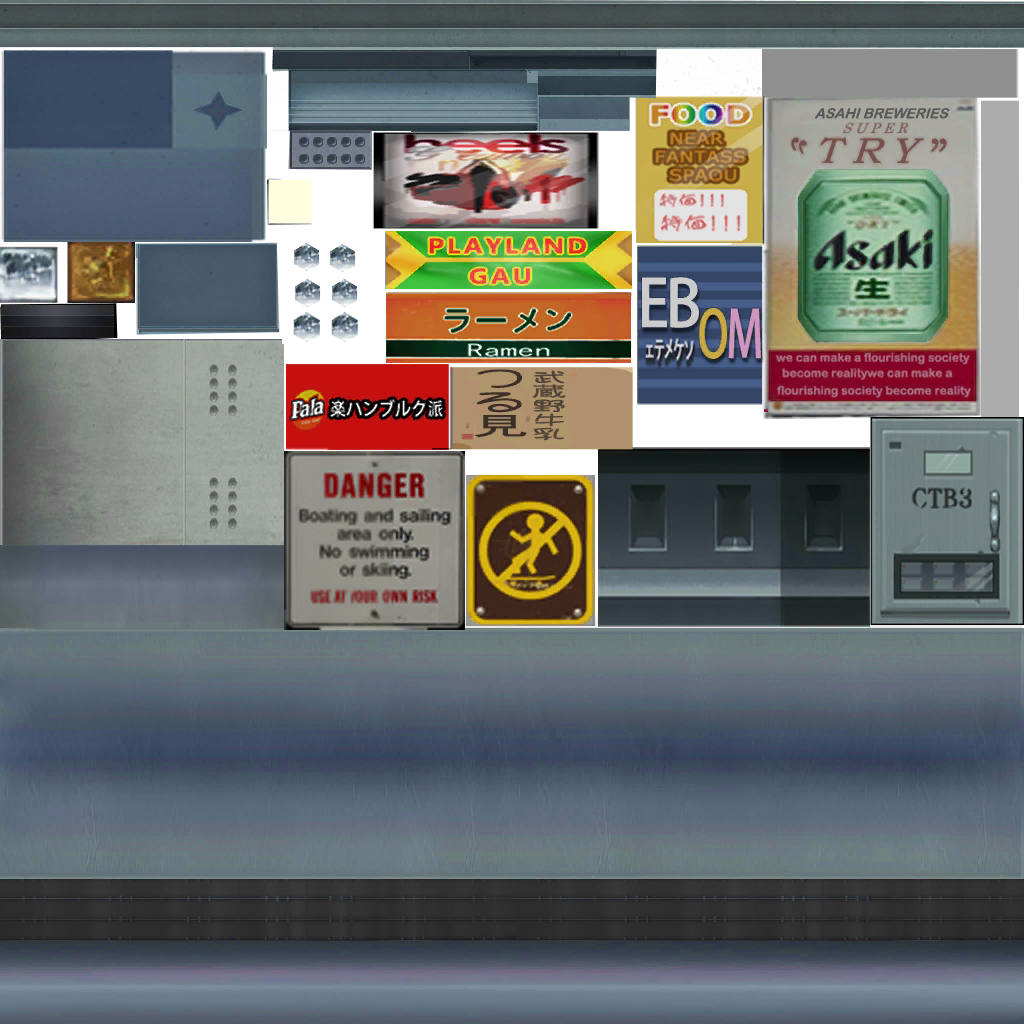 FOOD
NEAR
FANTASS
SPAOU
特価!!!
特価!!!
ASAHI BREWERIES
SUPER
"TRY"
DRY
Asaki
生
スーパードライ
we can make a flourishing society
become realitywe can make a
flourishing society become reality
heels
PLAYLAND
GAU
ラーメン
Ramen
EB
OM
ェテメケソ
Fala
楽ハンブルク派
つる見
武蔵野牛乳
DANGER
Boating and sailing
area only.
No swimming
or skiing.
USE AT YOUR OWN RISK
CTB3